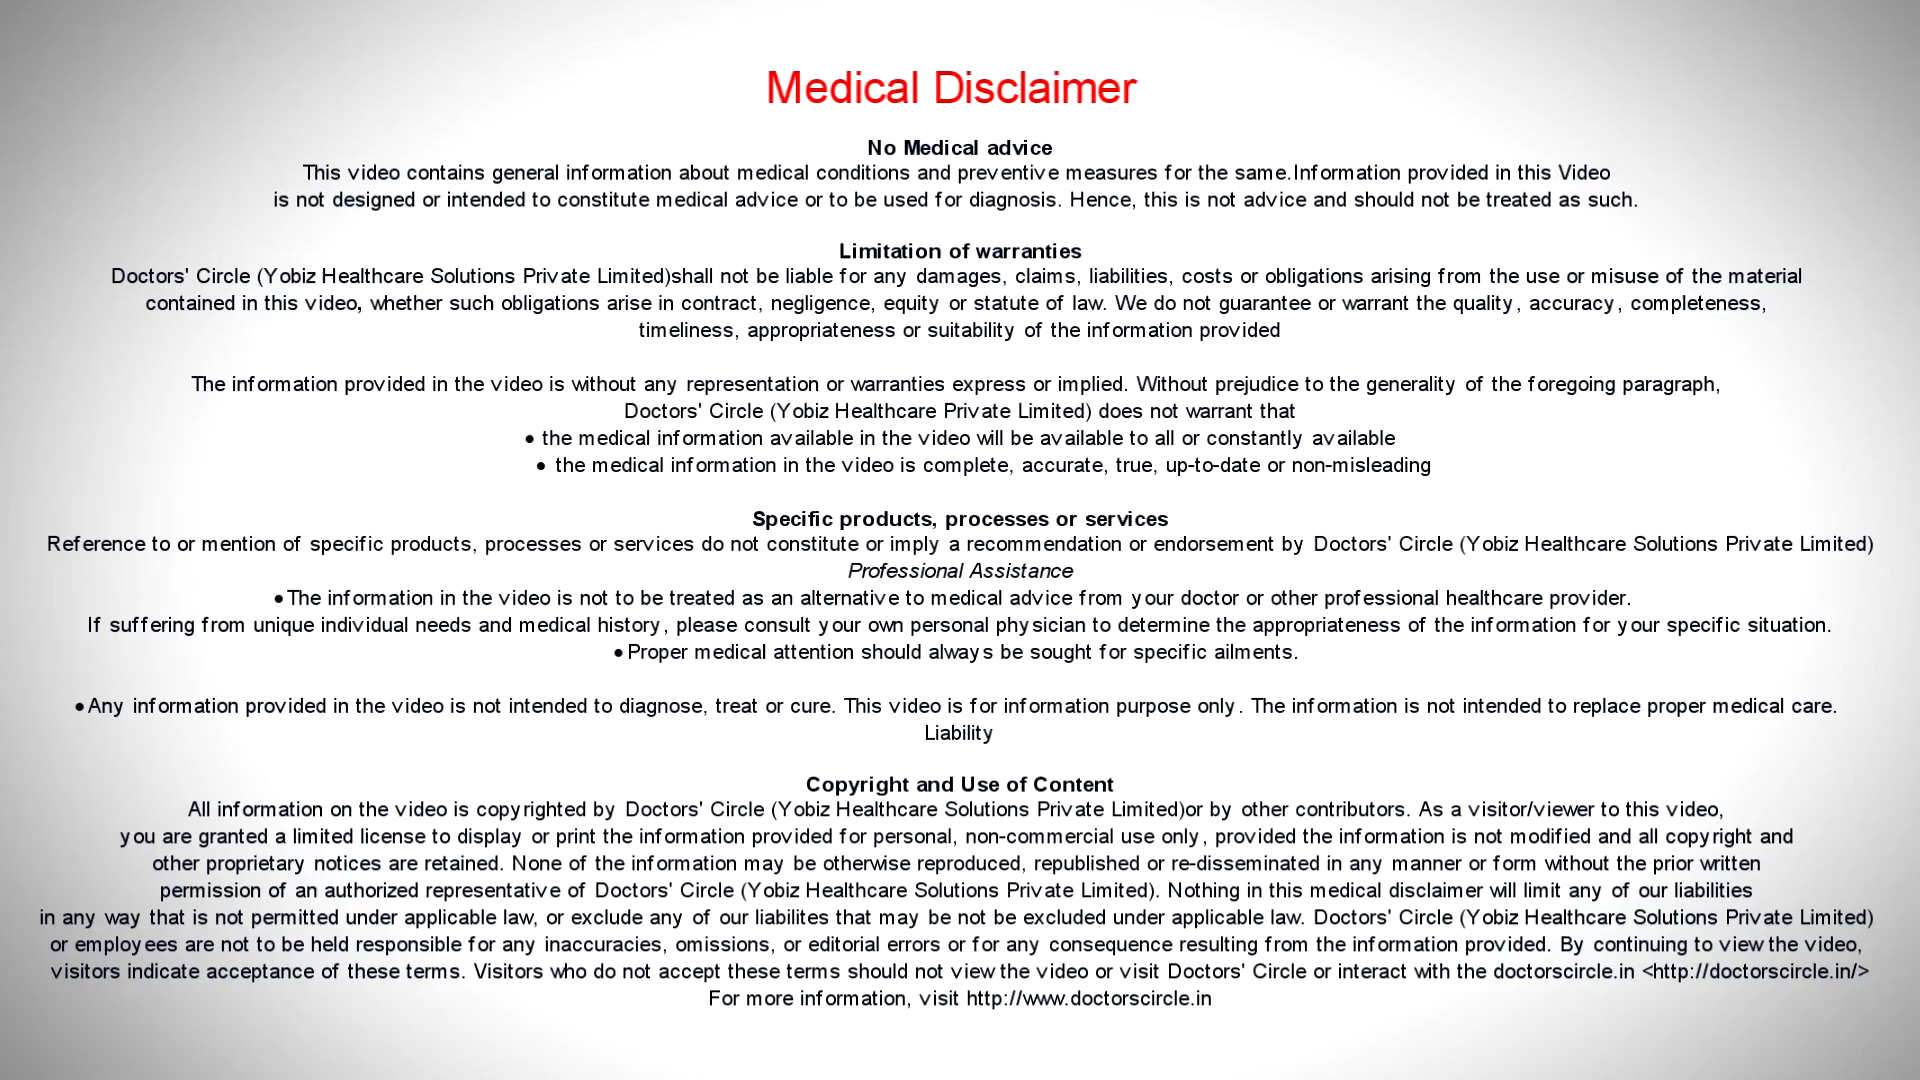 Medical Disclaimer
No Medical advice
This video contains general information about medical conditions and preventive measures for the same.Information provided in this Video
is not designed or intended to constitute medical advice or to be used for diagnosis. Hence, this is not advice and should not be treated as such.
Limitation of warranties
Doctors' Circle (Yobiz Healthcare Solutions Private Limited)shall not be liable for any damages, claims, liabilities, costs or obligations arising from the use or misuse of the material
contained in this video, whether such obligations arise in contract, negligence, equity or statute of law. We do not guarantee or warrant the quality, accuracy, completeness,
timeliness, appropriateness or suitability of the information provided
The information provided in the video is without any representation or warranties express or implied. Without prejudice to the generality of the foregoing paragraph,
Doctors' Circle (Yobiz Healthcare Private Limited) does not warrant that
• the medical information available in the video will be available to all or constantly available
• the medical information in the video is complete, accurate, true, up-to-date or non-misleading
Specific products, processes or services
Reference to or mention of specific products, processes or services do not constitute or imply a recommendation or endorsement by Doctors' Circle (Yobiz Healthcare Solutions Private Limited)
Professional Assistance
•The information in the video is not to be treated as an alternative to medical advice from your doctor or other professional healthcare provider.
If suffering from unique individual needs and medical history, please consult your own personal physician to determine the appropriateness of the information for your specific situation.
•Proper medical attention should always be sought for specific ailments.
•Any information provided in the video is not intended to diagnose, treat or cure. This video is for information purpose only. The information is not intended to replace proper medical care.
Liability
Copyright and Use of Content
All information on the video is copyrighted by Doctors' Circle (Yobiz Healthcare Solutions Private Limited)or by other contributors. As a visitor/viewer to this video,
you are granted a limited license to display or print the information provided for personal, non-commercial use only, provided the information is not modified and all copyright and
other proprietary notices are retained. None of the information may be otherwise reproduced, republished or re-disseminated in any manner or form without the prior written
permission of an authorized representative of Doctors' Circle (Yobiz Healthcare Solutions Private Limited). Nothing in this medical disclaimer will limit any of our liabilities
in any way that is not permitted under applicable law, or exclude any of our liabilites that may be not be excluded under applicable law. Doctors' Circle (Yobiz Healthcare Solutions Private Limited)
or employees are not to be held responsible for any inaccuracies, omissions, or editorial errors or for any consequence resulting from the information provided. By continuing to view the video,
visitors indicate acceptance of these terms. Visitors who do not accept these terms should not view the video or visit Doctors' Circle or interact with the doctorscircle.in <http://doctorscircle.in/>
For more information, visit http://www.doctorscircle.in